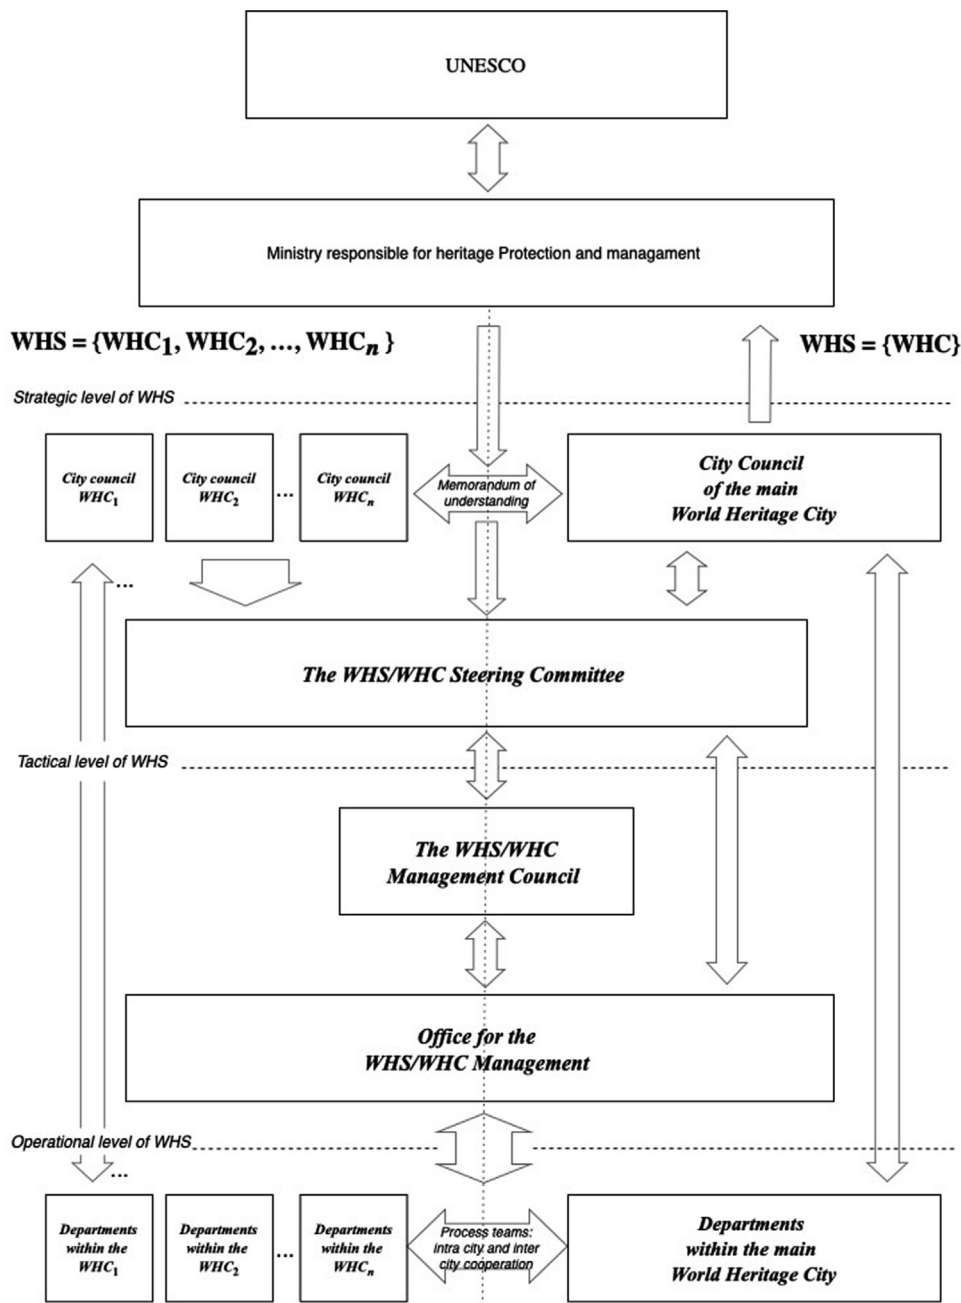 UNESCO
Ministry responsible for heritage Protection and managament
WHS = {WHC1, WHC2, ..., WHCn }
WHS = {WHC}
Strategic level of WHS
City council
WHC1
City council
WHC2
...
City council
WHCn
Memorandum of
understanding
City Council
of the main
World Heritage City
...
The WHS/WHC Steering Committee
Tactical level of WHS
The WHS/WHC
Management Council
Office for the
WHS/WHC Management
Operational level of WHS
...
Departments
within the
WHC1
Departments
within the
WHC2
...
Departments
within the
WHCn
Process teams:
intra city and inter
city cooperation
Departments
within the main
World Heritage City